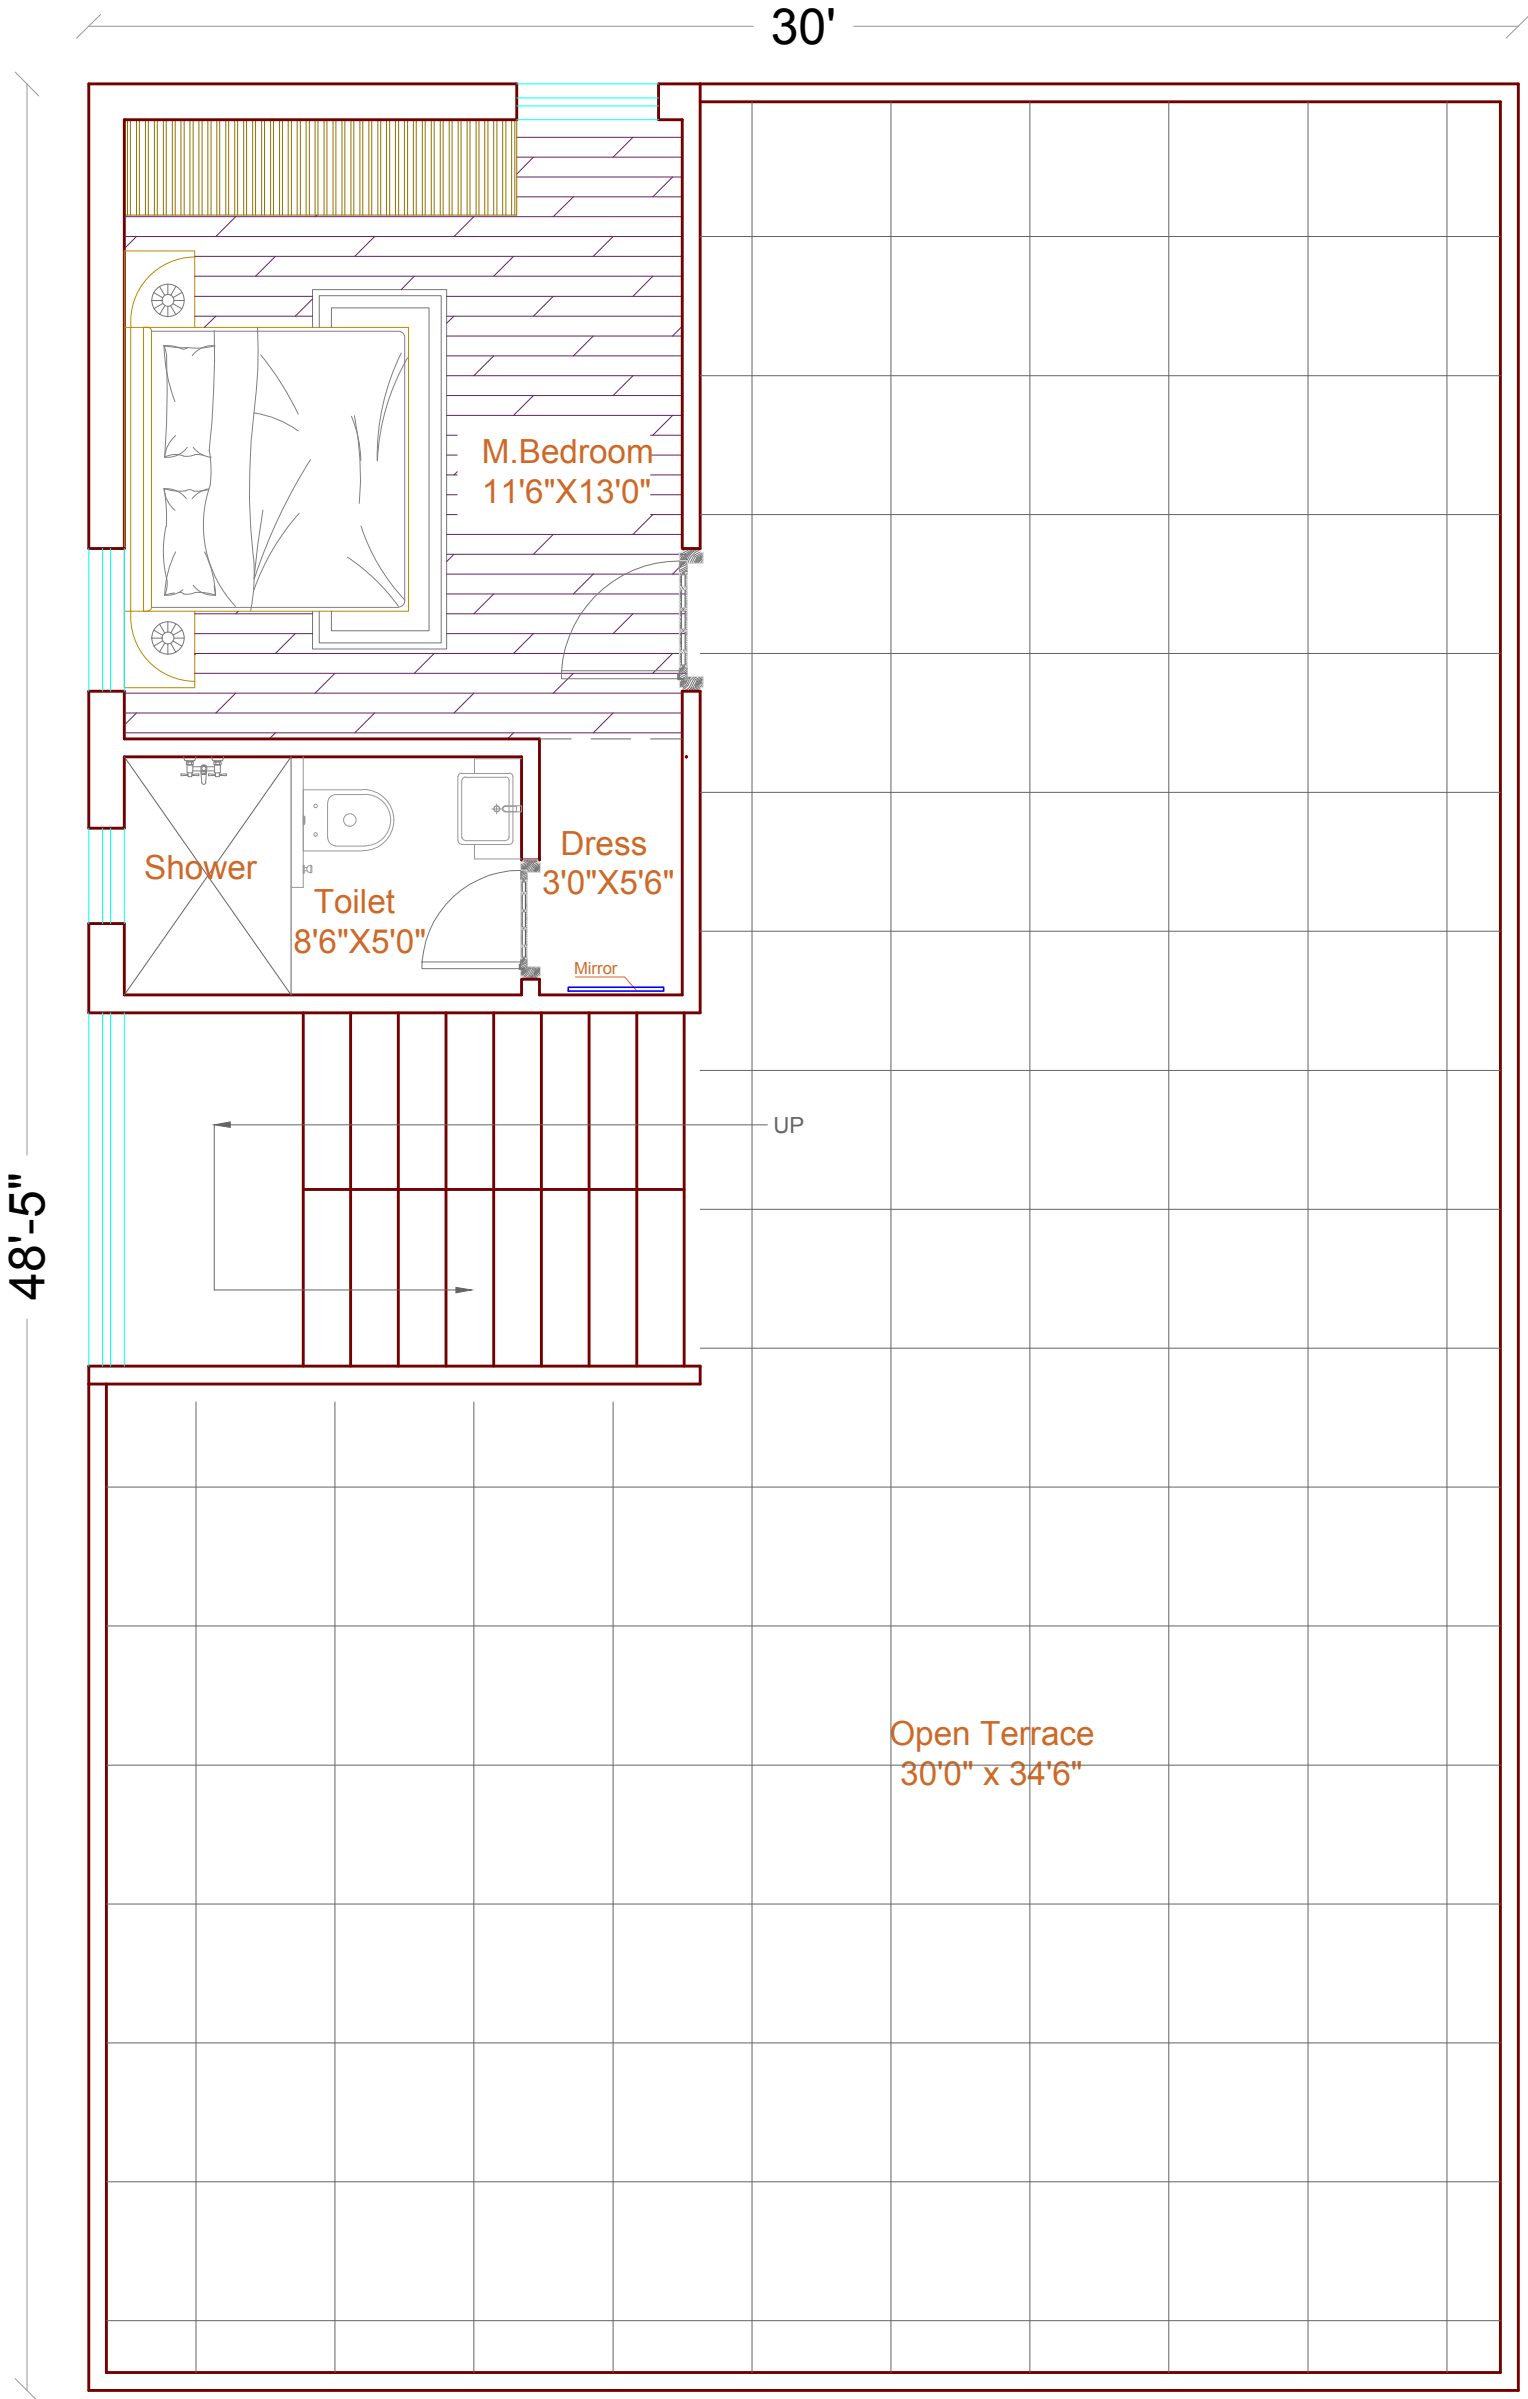 30'
48'-5"
M.Bedroom
11'6"X13'0"
Dress
3'0"X5'6"
Shower
Toilet
8'6"X5'0"
Mirror
UP
Open Terrace
30'0" x 34'6"